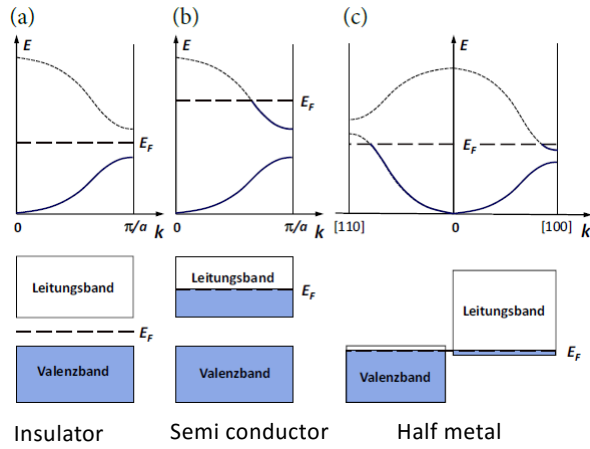 (a) (b) (c)
E E E
E_F
E_F
E_F
0 π/a k 0 π/a k [110] 0 [100] k
Leitungsband
E_F
Valenzband
Leitungsband
E_F
Valenzband
Leitungsband
E_F
Valenzband
Insulator Semi conductor Half metal